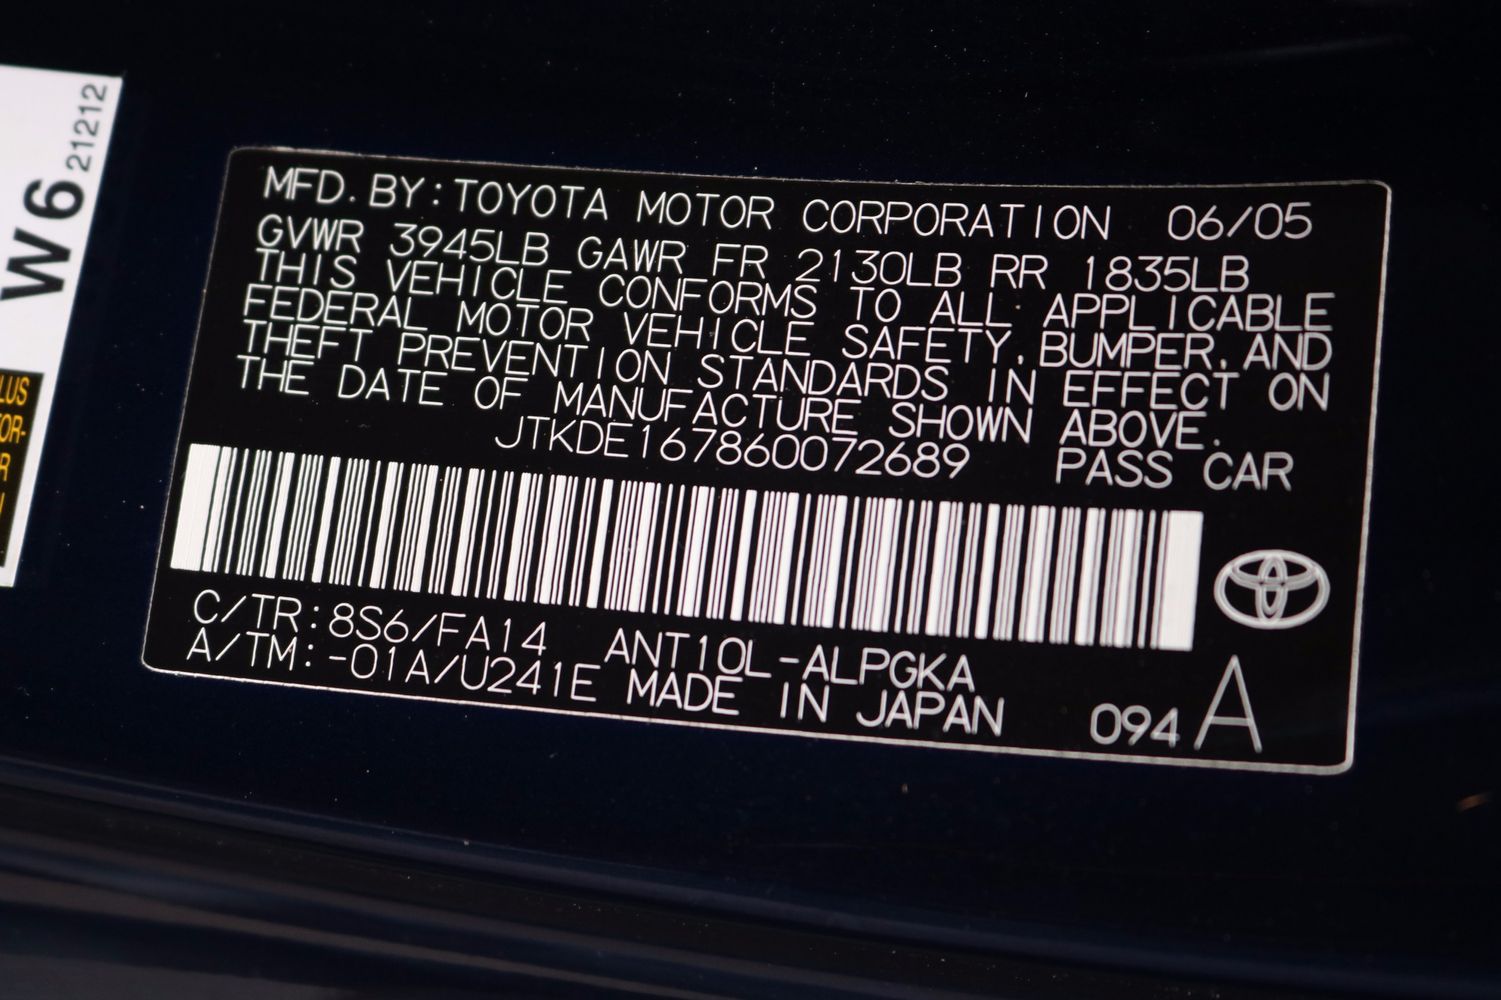 W6 21212
LUS
OR-
R
MFD. BY: TOYOTA MOTOR CORPORATION 06/05
GVWR 3945LB GAWR FR 2130LB RR 1835LB
THIS VEHICLE CONFORMS TO ALL APPLICABLE
FEDERAL MOTOR VEHICLE SAFETY, BUMPER, AND
THEFT PREVENTION STANDARDS IN EFFECT ON
THE DATE OF MANUFACTURE SHOWN ABOVE.
JTKDE167860072689 PASS CAR
C/TR: 8S6/FA14 ANT10L-ALPGKA
A/TM: -01A/U241E MADE IN JAPAN 094 A